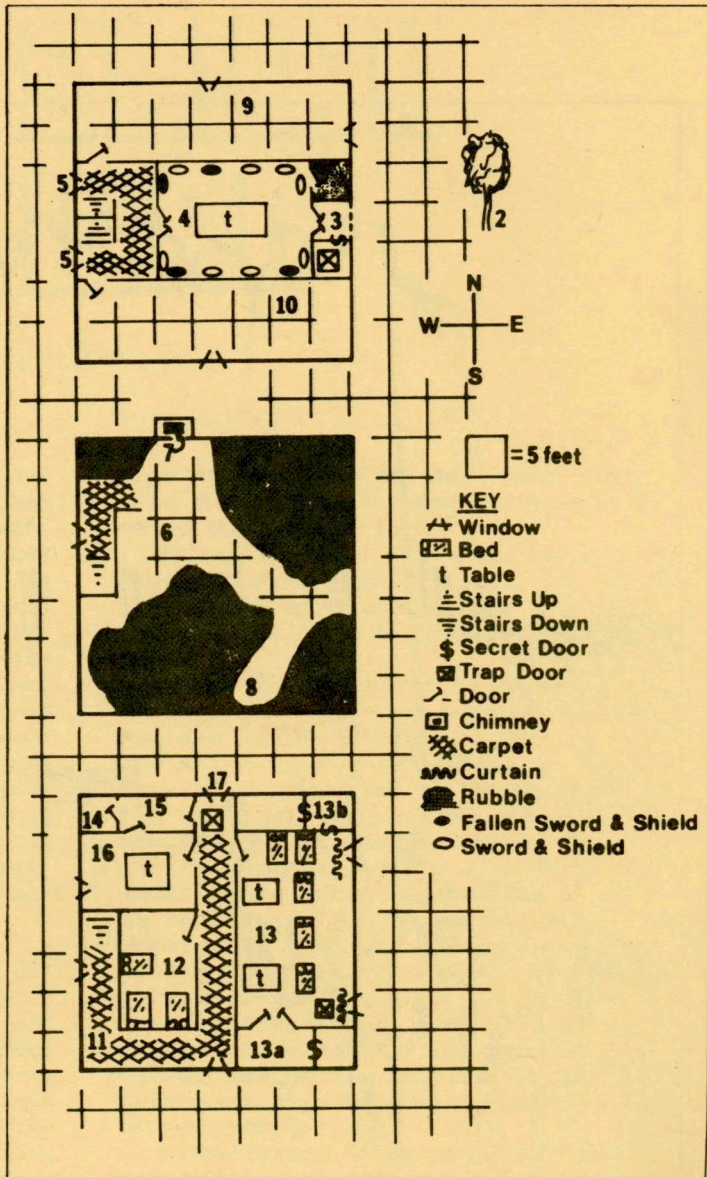 9
5
4
t
3
$
2
5
10
N
W E
S
7
6
8
= 5 feet
KEY
Window
Bed
t Table
Stairs Up
Stairs Down
$ Secret Door
Trap Door
Door
Chimney
Carpet
Curtain
Rubble
Fallen Sword & Shield
Sword & Shield
17
14 15 $ 13b
16 t
t
13
12
t
11 13a $